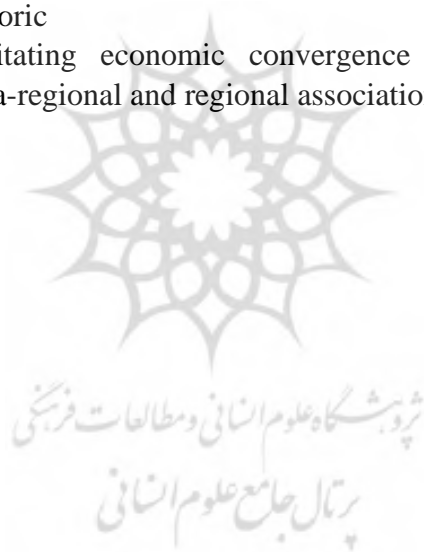 oric
itating economic convergence
a-regional and regional associatio
پژوهشگاه علوم انسانی و مطالعات فرهنگی
پرتال جامع علوم انسانی